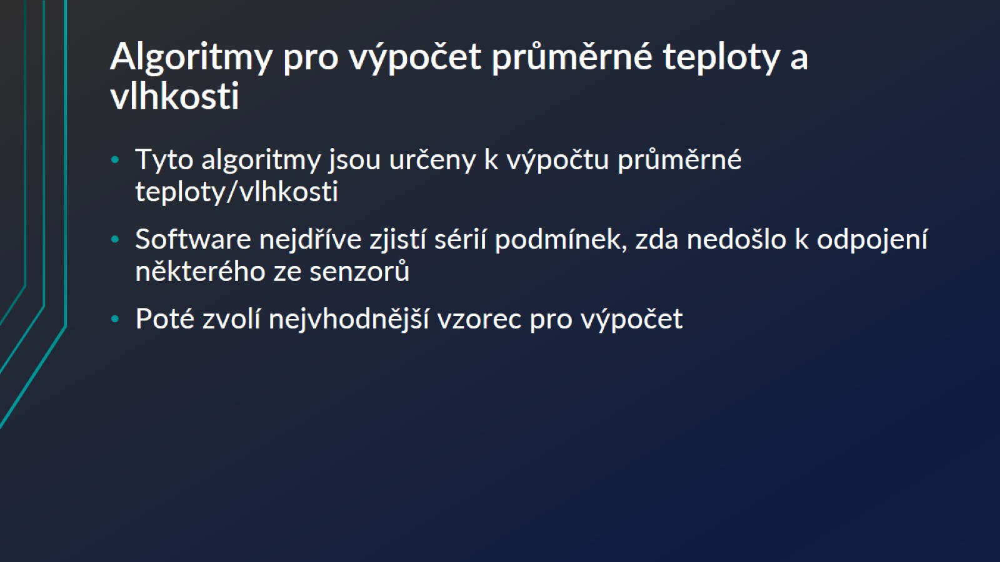 Algoritmy pro výpočet průměrné teploty a
vlhkosti
• Tyto algoritmy jsou určeny k výpočtu průměrné
teploty/vlhkosti
• Software nejdříve zjistí sérií podmínek, zda nedošlo k odpojení
některého ze senzorů
• Poté zvolí nejvhodnější vzorec pro výpočet